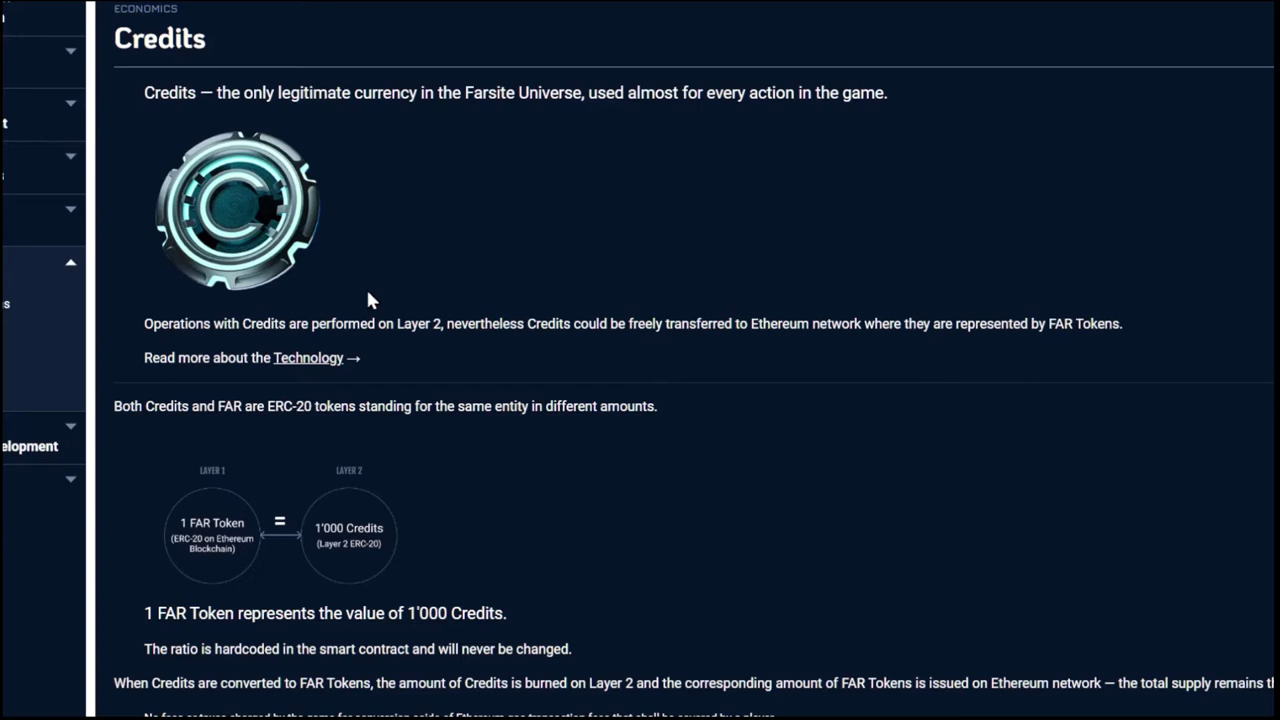 ECONOMICS
Credits
Credits — the only legitimate currency in the Farsite Universe, used almost for every action in the game.
Operations with Credits are performed on Layer 2, nevertheless Credits could be freely transferred to Ethereum network where they are represented by FAR Tokens.
Read more about the Technology →
Both Credits and FAR are ERC-20 tokens standing for the same entity in different amounts.
elopment
LAYER 1 LAYER 2
1 FAR Token = 1'000 Credits
(ERC-20 on Ethereum (Layer 2 ERC-20)
Blockchain)
1 FAR Token represents the value of 1'000 Credits.
The ratio is hardcoded in the smart contract and will never be changed.
When Credits are converted to FAR Tokens, the amount of Credits is burned on Layer 2 and the corresponding amount of FAR Tokens is issued on Ethereum network — the total supply remains